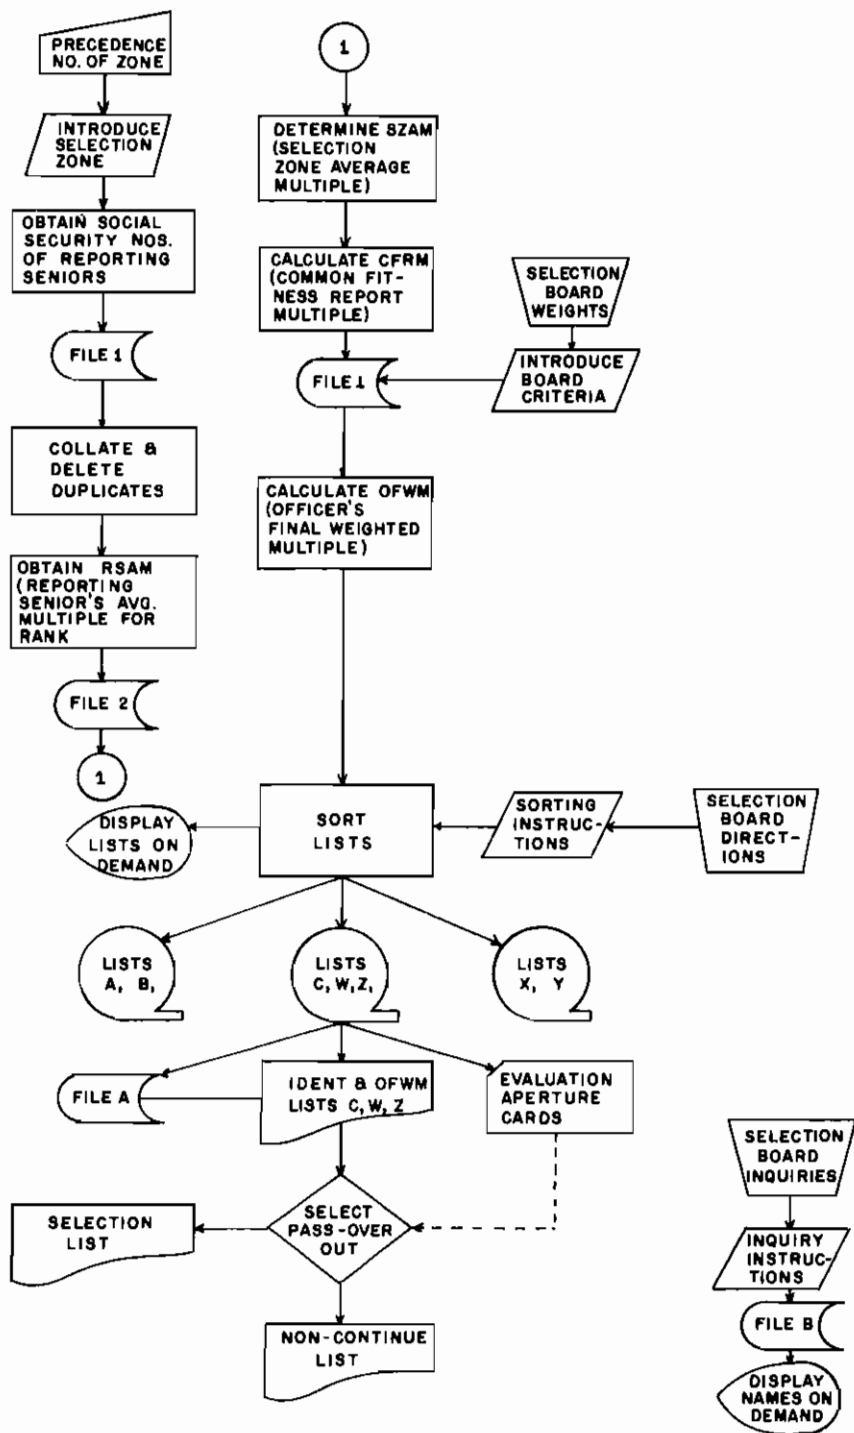 PRECEDENCE
NO. OF ZONE
INTRODUCE
SELECTION
ZONE
OBTAIN SOCIAL
SECURITY NOS.
OF REPORTING
SENIORS
FILE 1
COLLATE &
DELETE
DUPLICATES
OBTAIN RSAM
(REPORTING
SENIOR'S AVG.
MULTIPLE FOR
RANK
FILE 2
1
1
DETERMINE SZAM
(SELECTION
ZONE AVERAGE
MULTIPLE)
CALCULATE CFRM
(COMMON FIT-
NESS REPORT
MULTIPLE)
FILE 1
SELECTION
BOARD
WEIGHTS
INTRODUCE
BOARD
CRITERIA
CALCULATE OFWM
(OFFICER'S
FINAL WEIGHTED
MULTIPLE)
SORT
LISTS
DISPLAY
LISTS ON
DEMAND
SORTING
INSTRUC-
TIONS
SELECTION
BOARD
DIRECT-
IONS
LISTS
A, B,
LISTS
C, W, Z,
LISTS
X, Y
FILE A
IDENT & OFWM
LISTS C, W, Z
EVALUATION
APERTURE
CARDS
SELECT
PASS-OVER
OUT
SELECTION
LIST
NON-CONTINUE
LIST
SELECTION
BOARD
INQUIRIES
INQUIRY
INSTRUC-
TIONS
FILE B
DISPLAY
NAMES ON
DEMAND